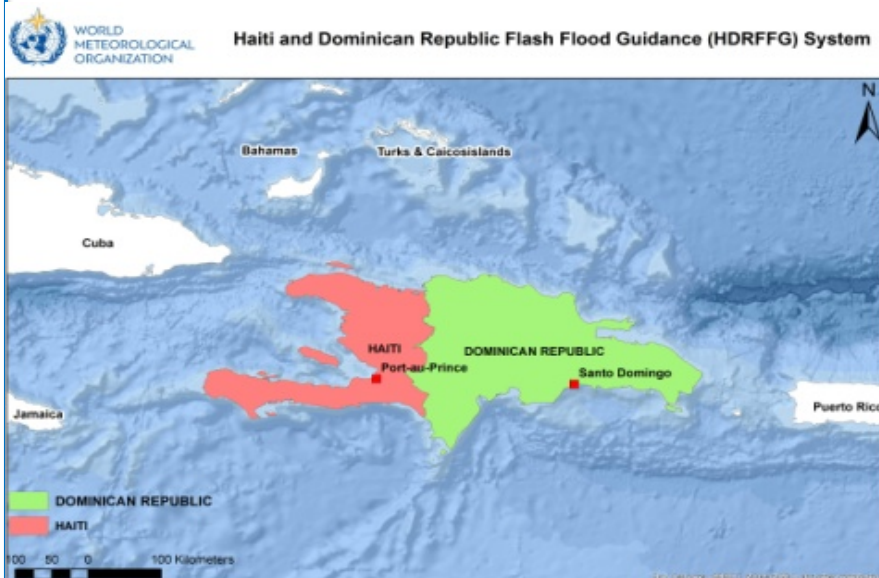 WORLD
METEOROLOGICAL
ORGANIZATION
Haiti and Dominican Republic Flash Flood Guidance (HDRFFG) System
N
Bahamas
Turks & Caicosislands
Cuba
HAITI
DOMINICAN REPUBLIC
Port-au-Prince
Santo Domingo
Jamaica
Puerto Rico
DOMINICAN REPUBLIC
HAITI
100 50 0 100 Kilometers